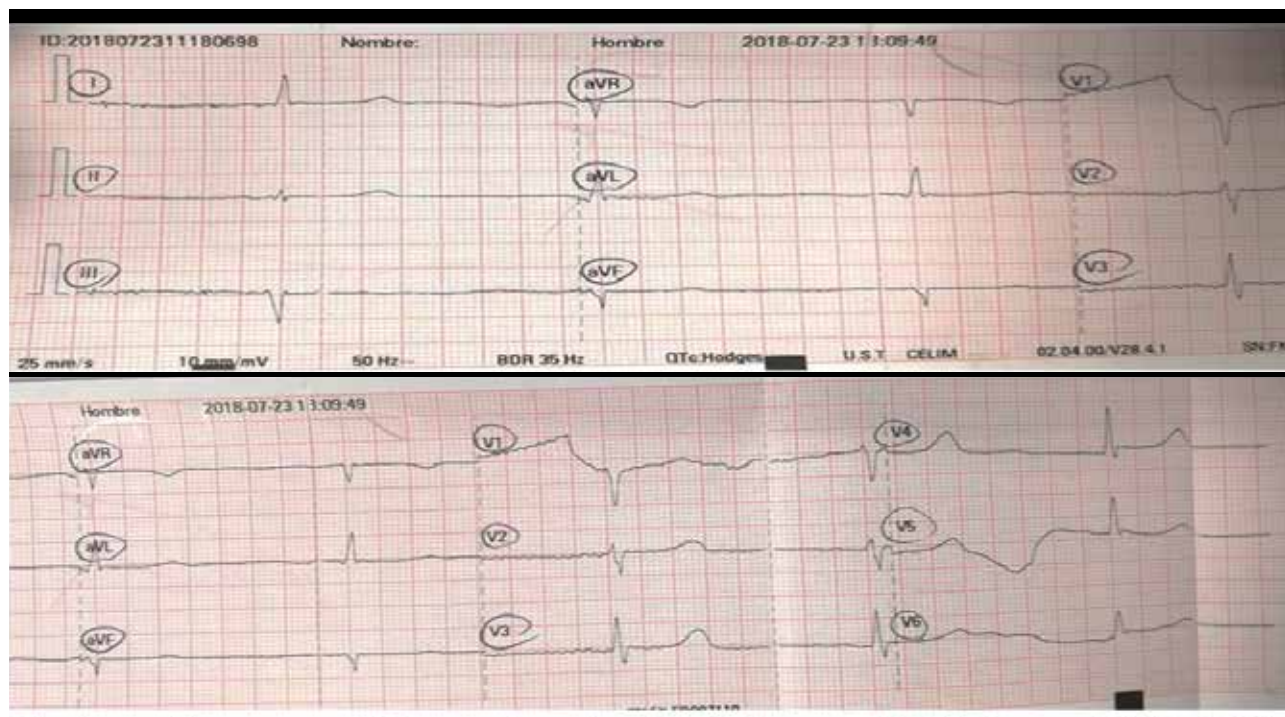 ID:2018072311180698 Nombre: Hombre 2018-07-23 11:09:49
I aVR V1
II aVL V2
III aVF V3
25 mm/s 10 mm/mV 50 Hz BDR 35 Hz QTc:Hodges U.S.T. CELIM 02.04.00/V28.4.1
Hombre 2018-07-23 11:09:49
aVR V1 V4
aVL V2 V5
aVF V3 V6